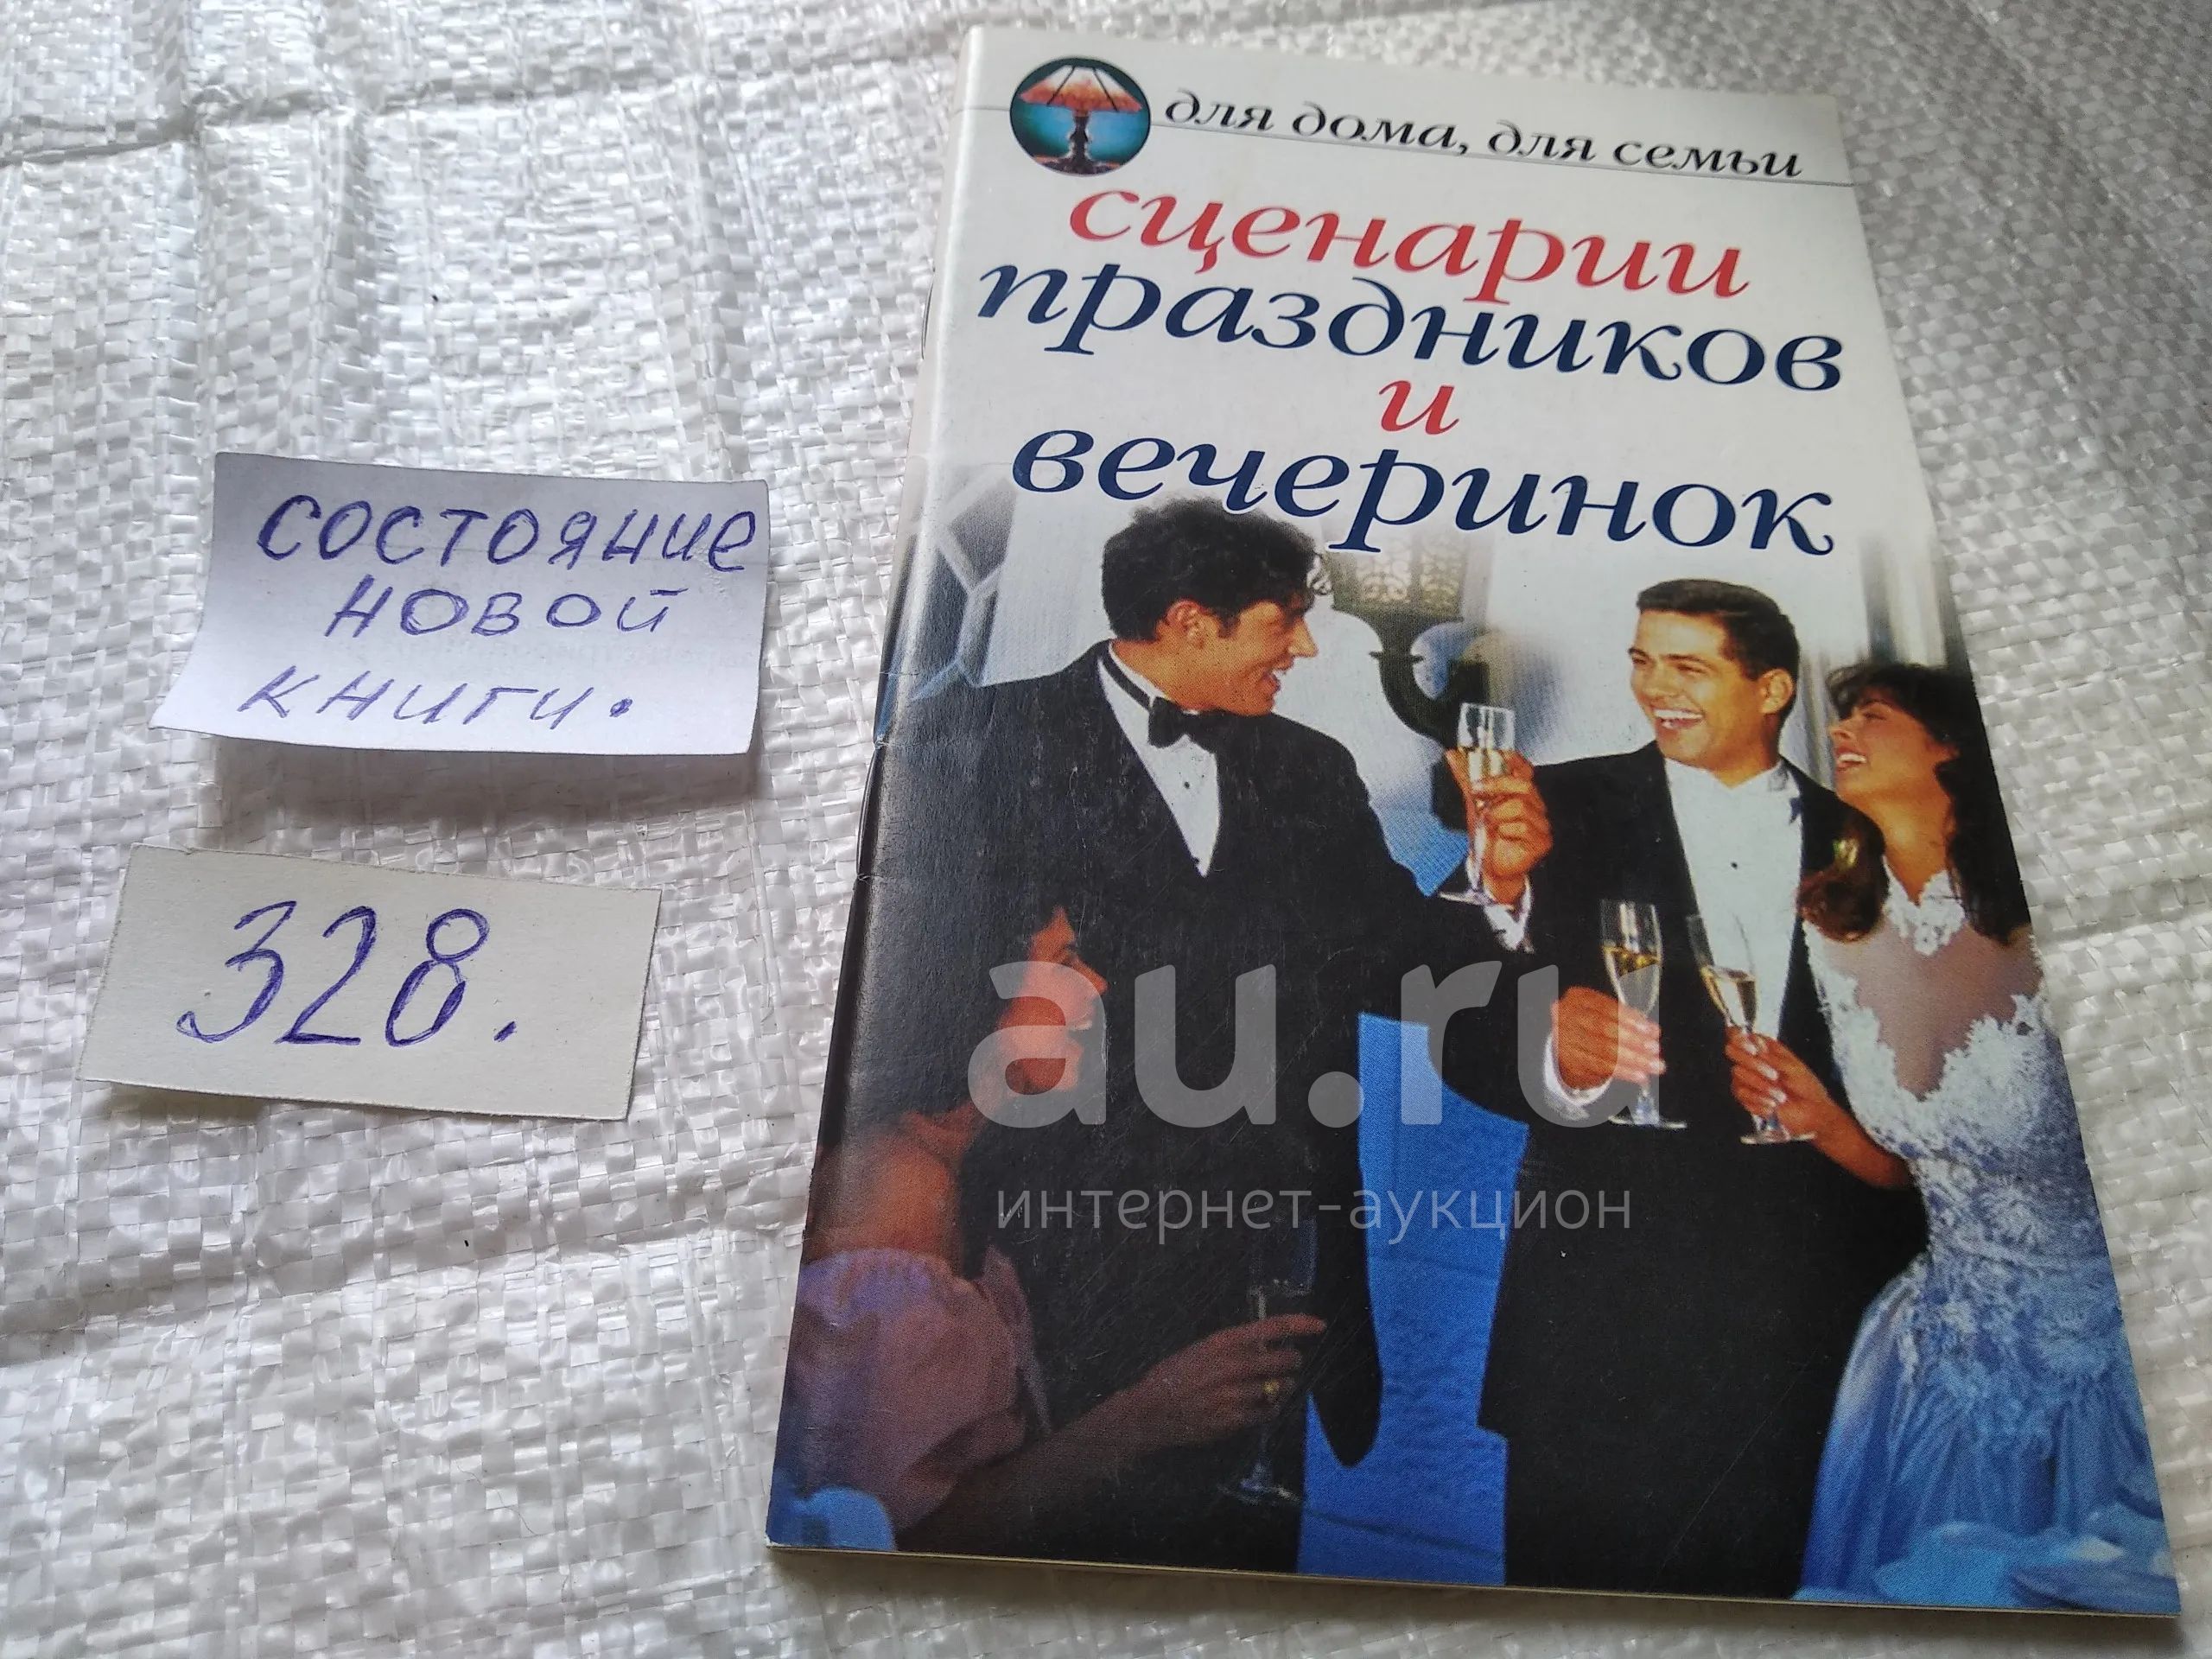 для дома, для семьи
сценарии
праздников
и
вечеринок
состояние
новой
книги.
328.
au.ru
интернет-аукцион